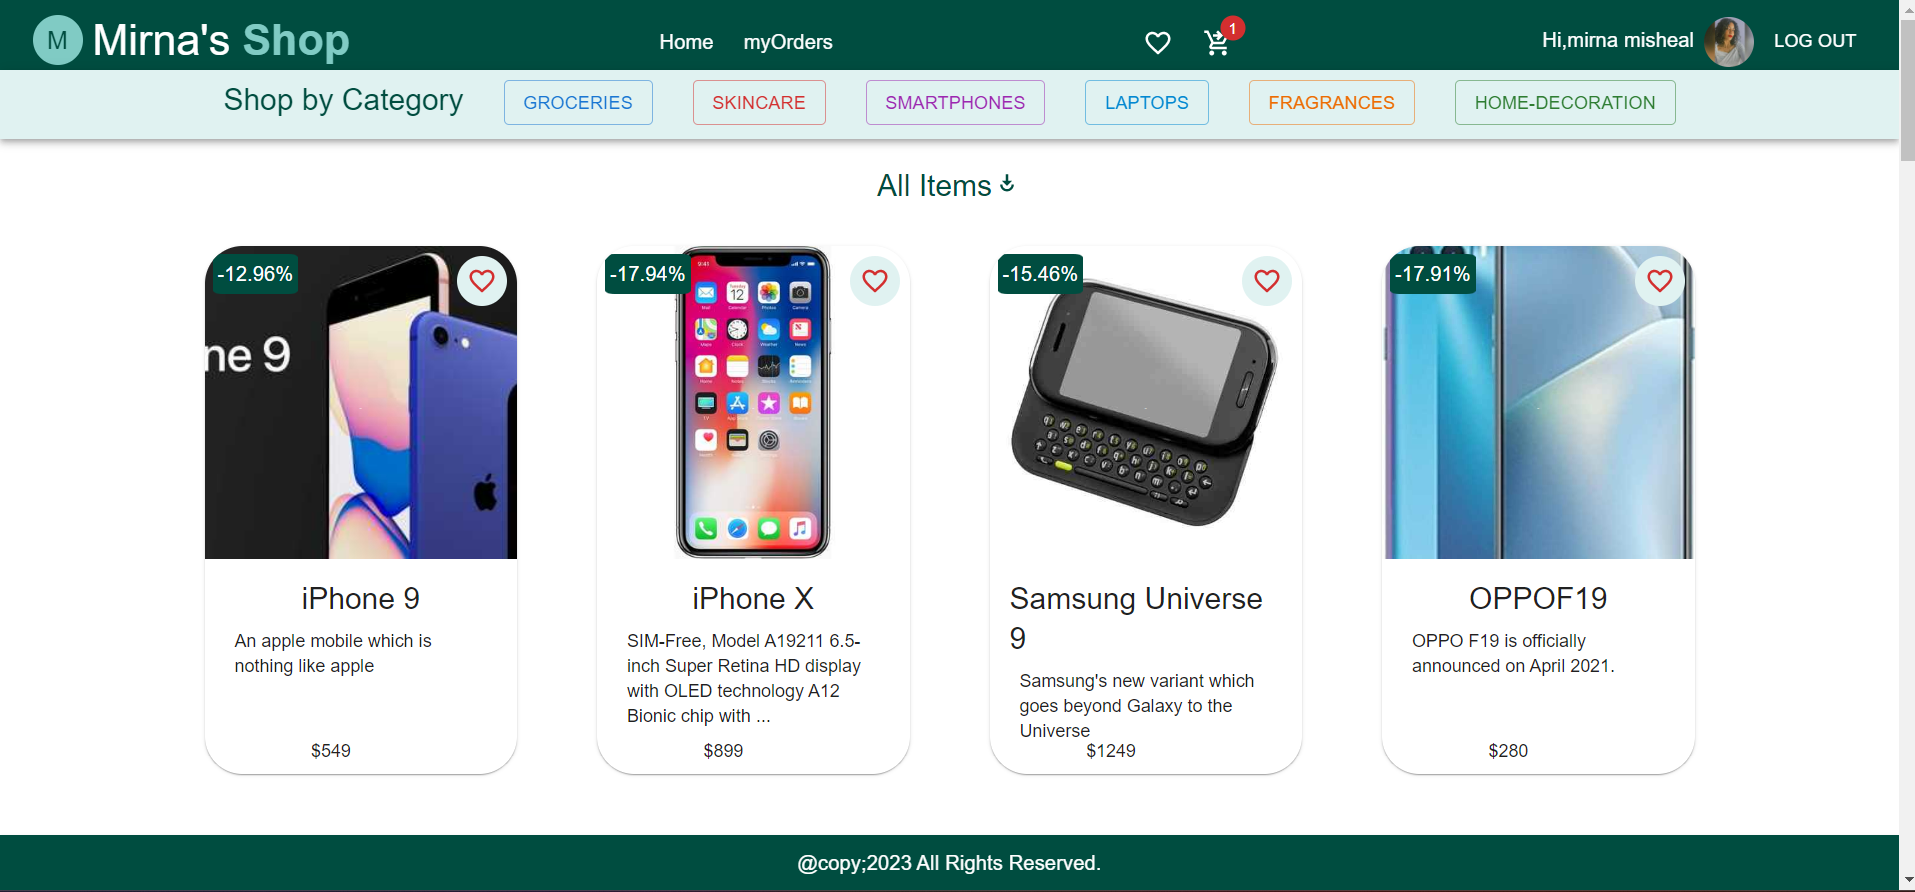 M Mirna's Shop
Home myOrders
1
Hi,mirna misheal
LOG OUT
Shop by Category
GROCERIES
SKINCARE
SMARTPHONES
LAPTOPS
FRAGRANCES
HOME-DECORATION
All Items
-12.96%
ne 9
iPhone 9
An apple mobile which is
nothing like apple
$549
-17.94%
9:41
12
iPhone X
SIM-Free, Model A19211 6.5-
inch Super Retina HD display
with OLED technology A12
Bionic chip with ...
$899
-15.46%
Samsung Universe
9
Samsung's new variant which
goes beyond Galaxy to the
Universe
$1249
-17.91%
OPPOF19
OPPO F19 is officially
announced on April 2021.
$280
@copy;2023 All Rights Reserved.